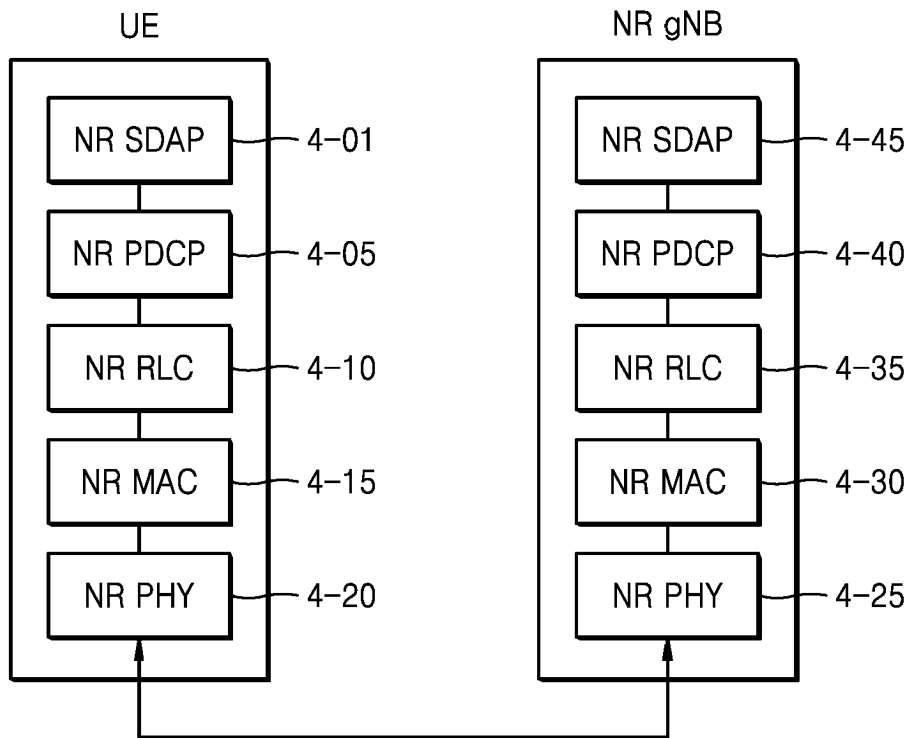 UE
NR gNB
NR SDAP 4-01
NR SDAP 4-45
NR PDCP 4-05
NR PDCP 4-40
NR RLC 4-10
NR RLC 4-35
NR MAC 4-15
NR MAC 4-30
NR PHY 4-20
NR PHY 4-25